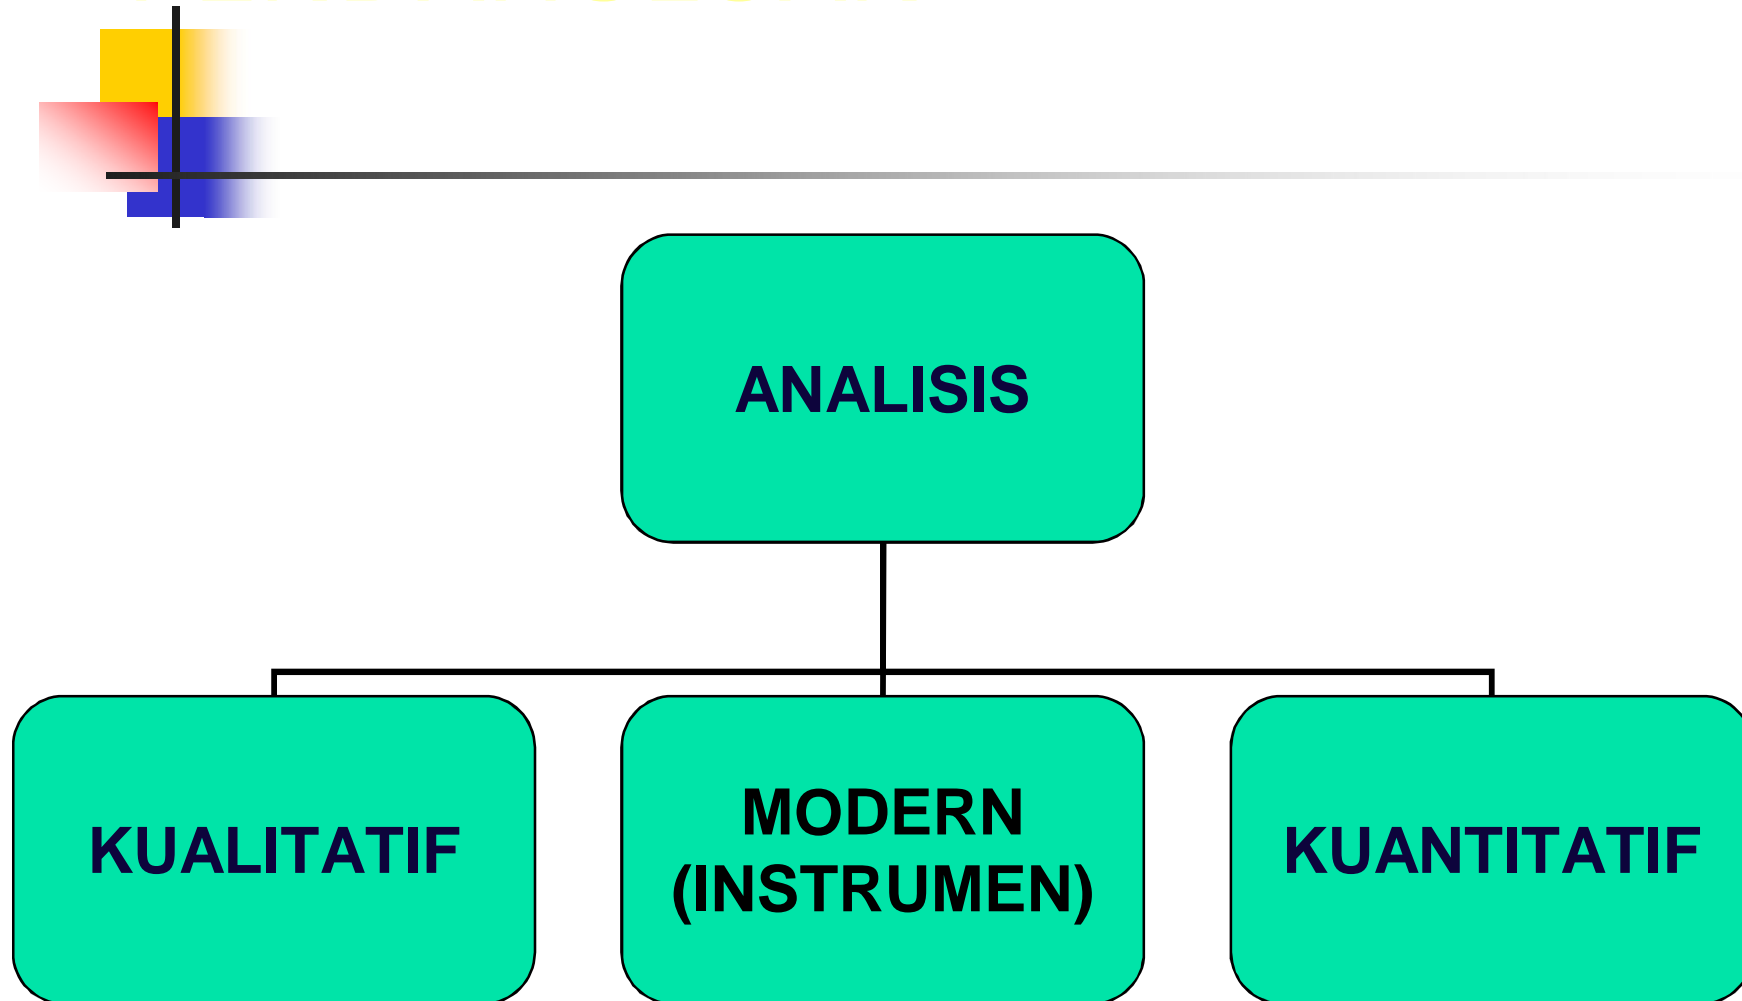 ANALISIS
KUALITATIF
MODERN
(INSTRUMEN)
KUANTITATIF